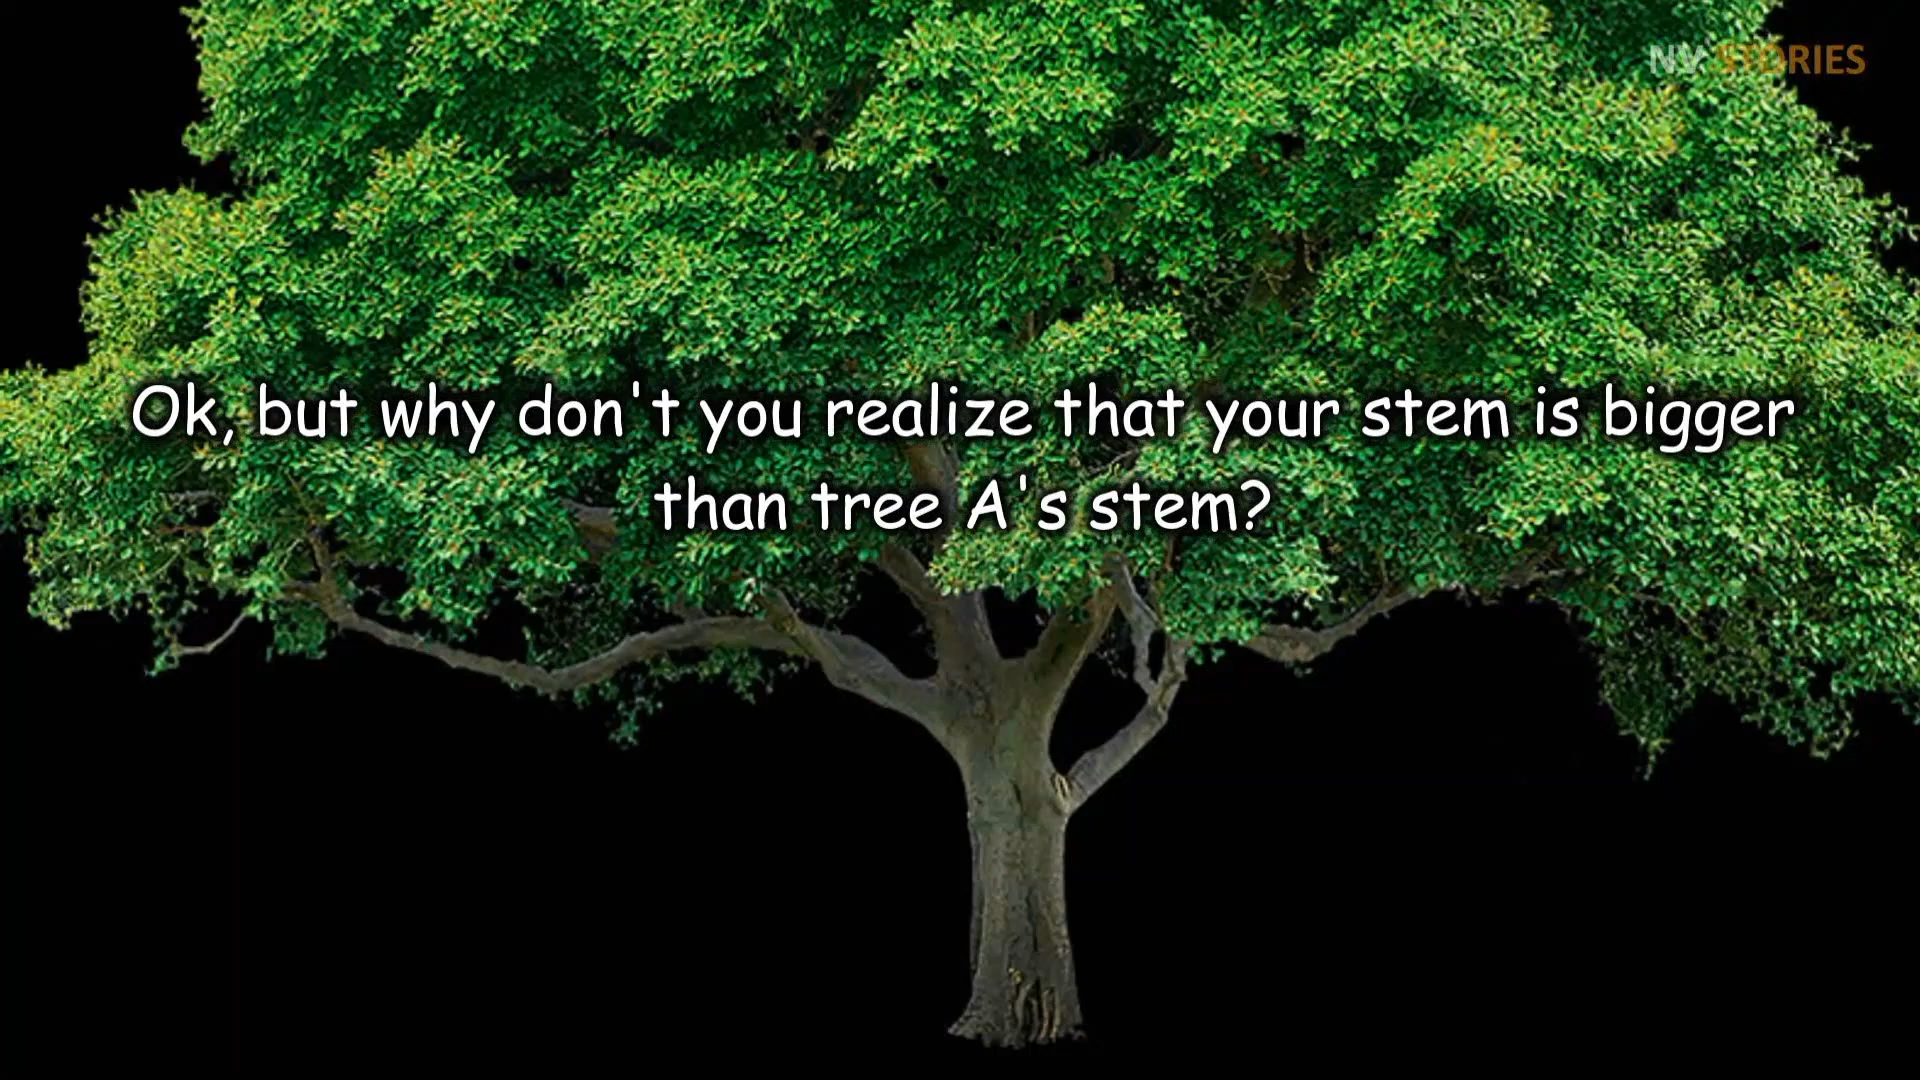 NV STORIES
Ok, but why don't you realize that your stem is bigger
than tree A's stem?